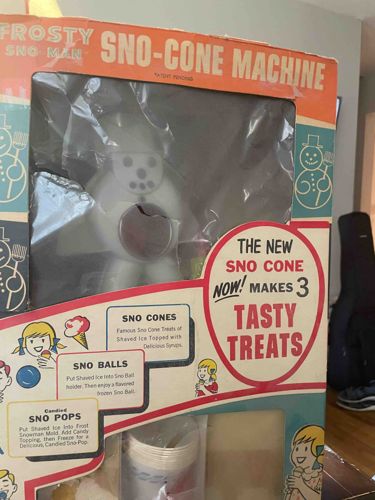 FROSTY
SNO-MAN
SNO-CONE MACHINE
PATENT PENDING
THE NEW
SNO CONE
NOW! MAKES 3
TASTY
TREATS
SNO CONES
Famous Sno Cone Treats of
Shaved Ice Topped with
Delicious Syrups.
SNO BALLS
Put Shaved Ice into Sno Ball
holder. Then enjoy a flavored
frozen Sno Ball.
Candied
SNO POPS
Put Shaved Ice Into Frost
Snowman Mold. Add Candy
Topping, then Freeze for a
Delicious, Candied Sno-Pop.